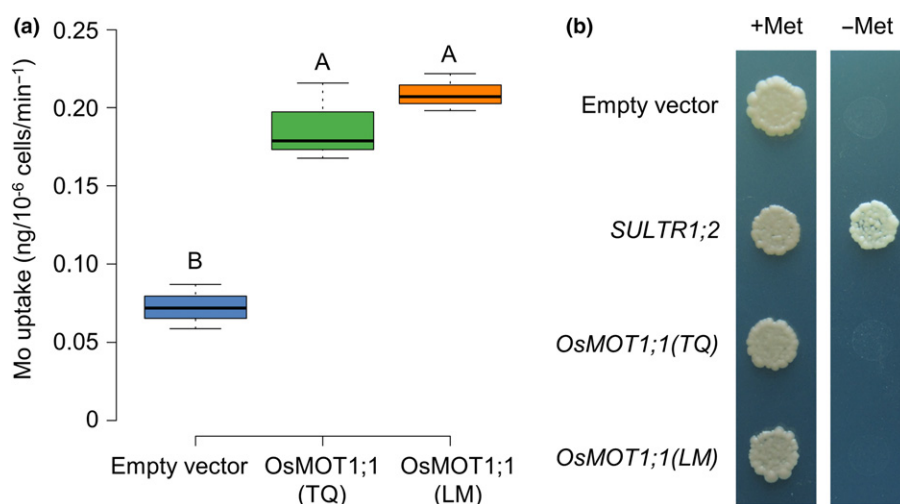 (a)
Mo uptake (ng/10⁻⁶ cells/min⁻¹)
0.25
0.20
0.15
0.10
0.05
0
B
A
A
Empty vector
OsMOT1;1
(TQ)
OsMOT1;1
(LM)
(b)
+Met –Met
Empty vector
SULTR1;2
OsMOT1;1(TQ)
OsMOT1;1(LM)